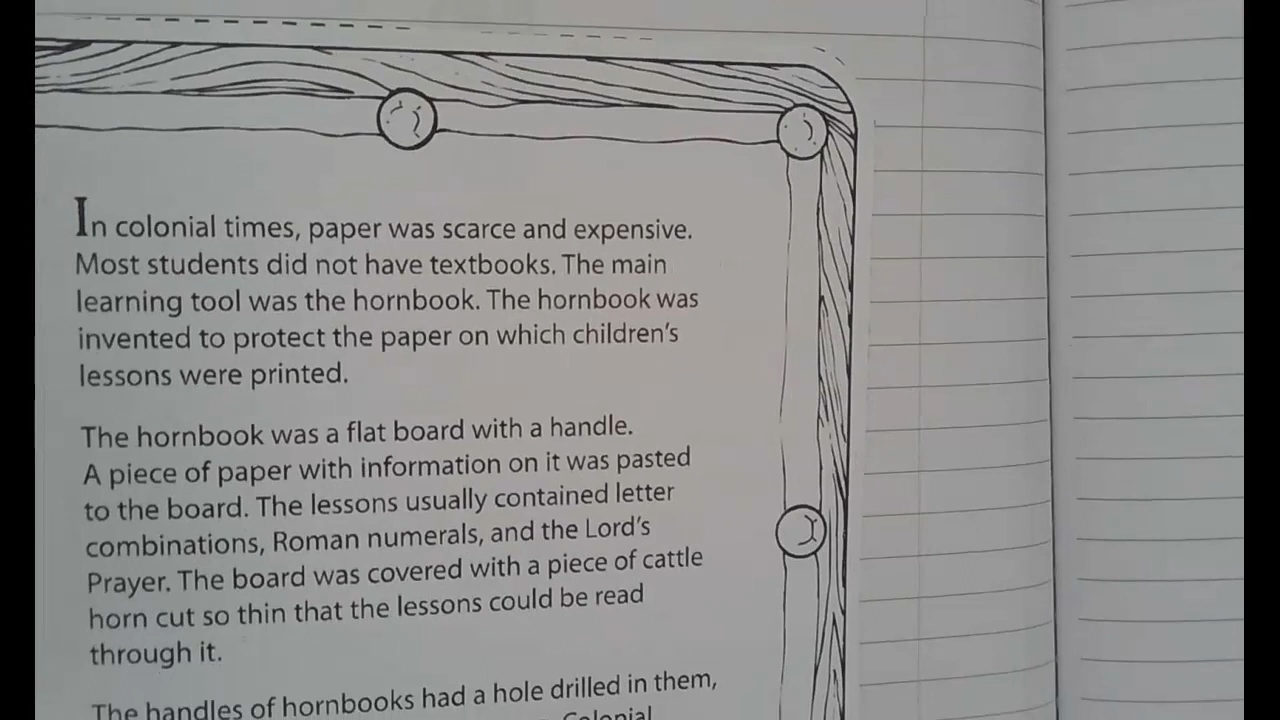 In colonial times, paper was scarce and expensive.
Most students did not have textbooks. The main
learning tool was the hornbook. The hornbook was
invented to protect the paper on which children's
lessons were printed.
The hornbook was a flat board with a handle.
A piece of paper with information on it was pasted
to the board. The lessons usually contained letter
combinations, Roman numerals, and the Lord's
Prayer. The board was covered with a piece of cattle
horn cut so thin that the lessons could be read
through it.
The handles of hornbooks had a hole drilled in them,
Colonial